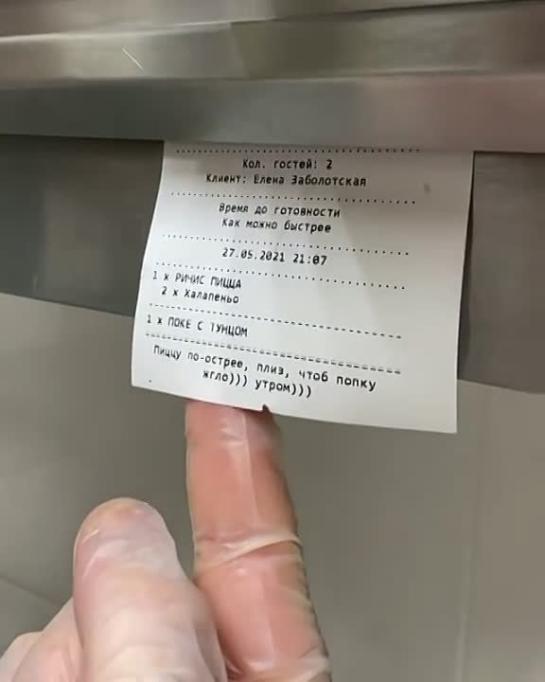 Кол. гостей: 2
Клиент: Елена Заболотская
Время до готовности
Как можно быстрее
27.05.2021 21:07
1 x РИЧИС ПИЦЦА
2 x Халапеньо
1 x ПОКЕ С ТУНЦОМ
Пиццу по-острее, плиз, чтоб попку
жгло))) утром)))